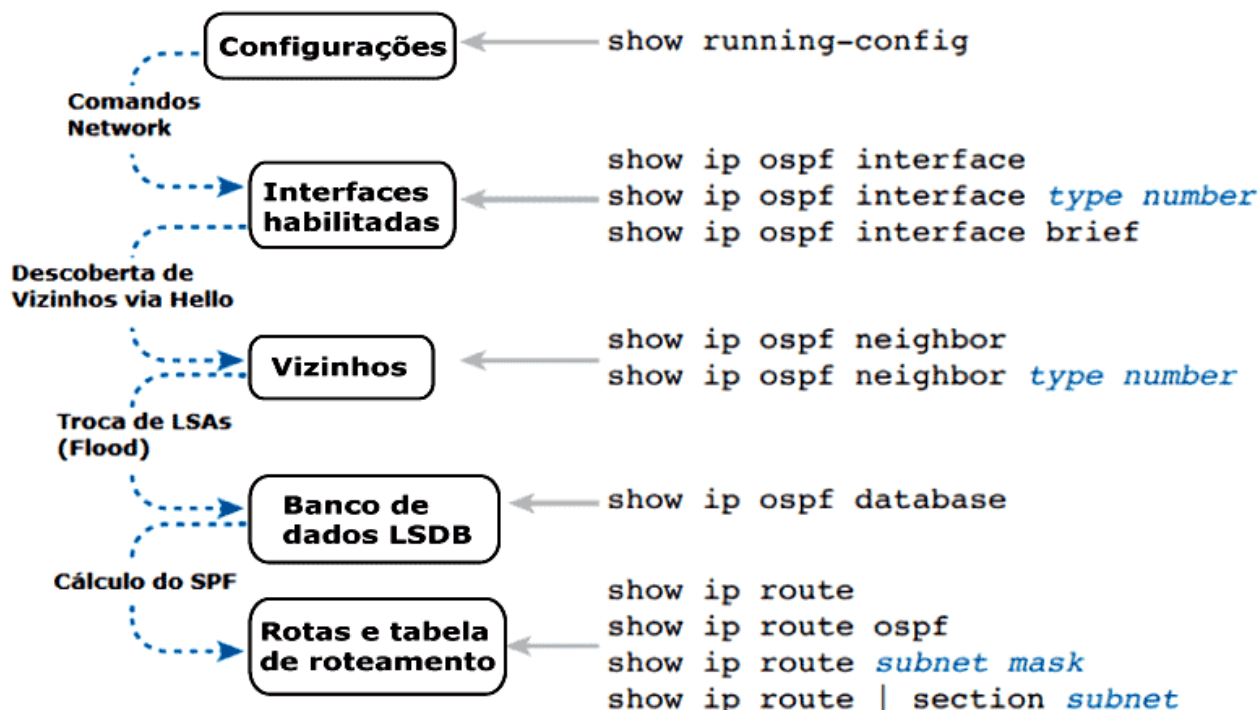 Configurações
show running-config
Comandos
Network
Interfaces
habilitadas
show ip ospf interface
show ip ospf interface type number
show ip ospf interface brief
Descoberta de
Vizinhos via Hello
Vizinhos
show ip ospf neighbor
show ip ospf neighbor type number
Troca de LSAs
(Flood)
Banco de
dados LSDB
show ip ospf database
Cálculo do SPF
Rotas e tabela
de roteamento
show ip route
show ip route ospf
show ip route subnet mask
show ip route | section subnet